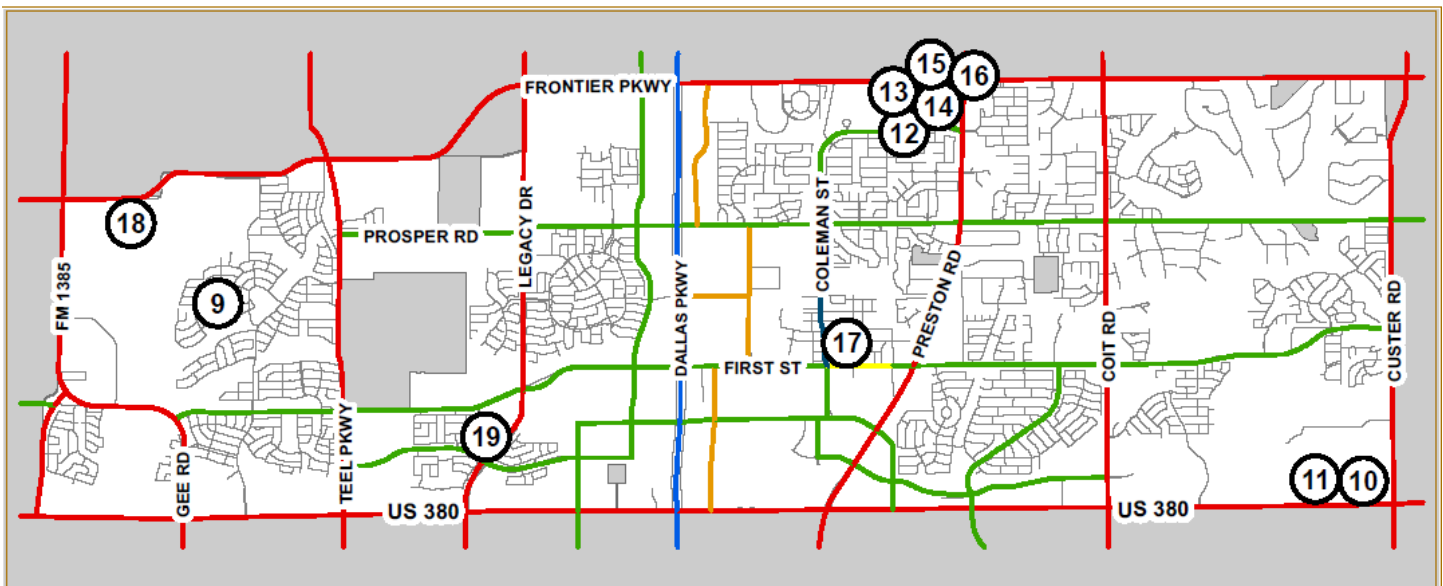 15
16
13
FRONTIER PKWY
14
12
LEGACY DR
COLEMAN ST
18
PROSPER RD
PRESTON RD
FM 1385
9
DALLAS PKWY
COIT RD
CUSTER RD
17
FIRST ST
TEEL PKWY
19
GEE RD
11
10
US 380
US 380